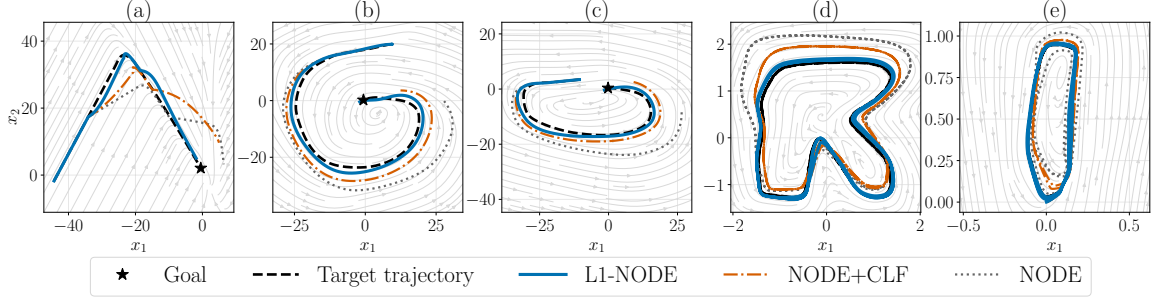 (a) (b) (c) (d) (e)
40
20
0
x2
−40 −20 0
x1
20
0
−20
−25 0 25
x1
20
0
−20
−40
−25 0 25
x1
2
1
0
−1
−2 0 2
x1
1.00
0.75
0.50
0.25
0.00
−0.5 0.0 0.5
x1
Goal Target trajectory L1-NODE NODE+CLF NODE